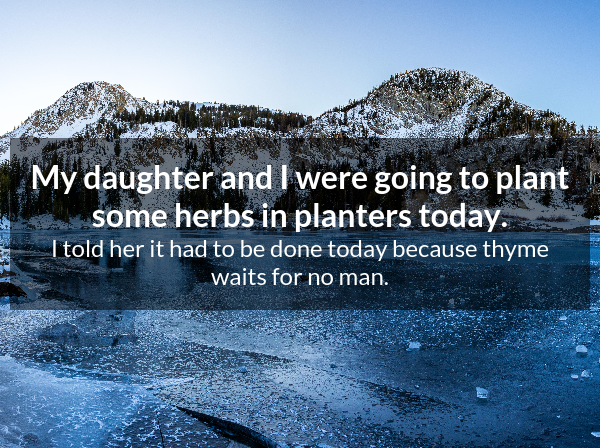 My daughter and I were going to plant
some herbs in planters today.
I told her it had to be done today because thyme
waits for no man.